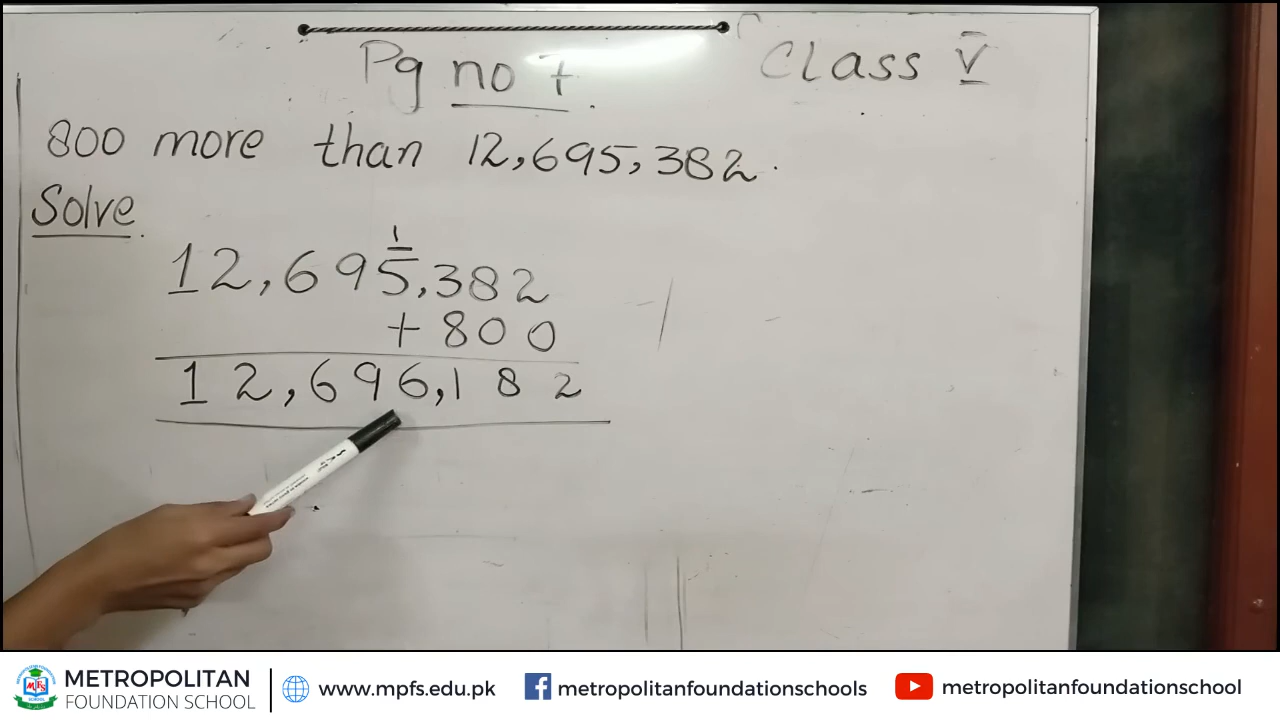 Pg no 7
Class V
800 more than 12,695,382.
Solve.
1
12,695,382
+800
12,696,182
METROPOLITAN
FOUNDATION SCHOOL
www.mpfs.edu.pk
metropolitanfoundationschools
metropolitanfoundationschool